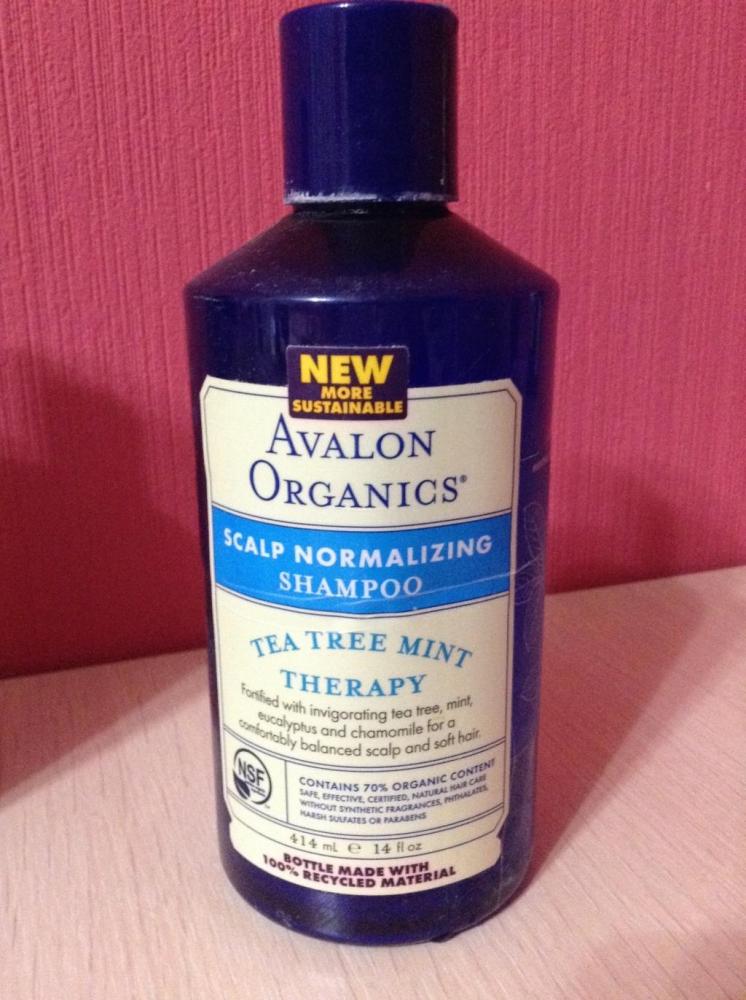 NEW
MORE
SUSTAINABLE
AVALON
ORGANICS®
SCALP NORMALIZING
SHAMPOO
TEA TREE MINT
THERAPY
Fortified with invigorating tea tree, mint,
eucalyptus and chamomile for a
comfortably balanced scalp and soft hair.
NSF
CONTAINS 70% ORGANIC CONTENT
SAFE, EFFECTIVE, CERTIFIED, NATURAL HAIR CARE
WITHOUT SYNTHETIC FRAGRANCES, PHTHALATES,
HARSH SULFATES OR PARABENS
414 mL ℮ 14 fl oz
BOTTLE MADE WITH
100% RECYCLED MATERIAL